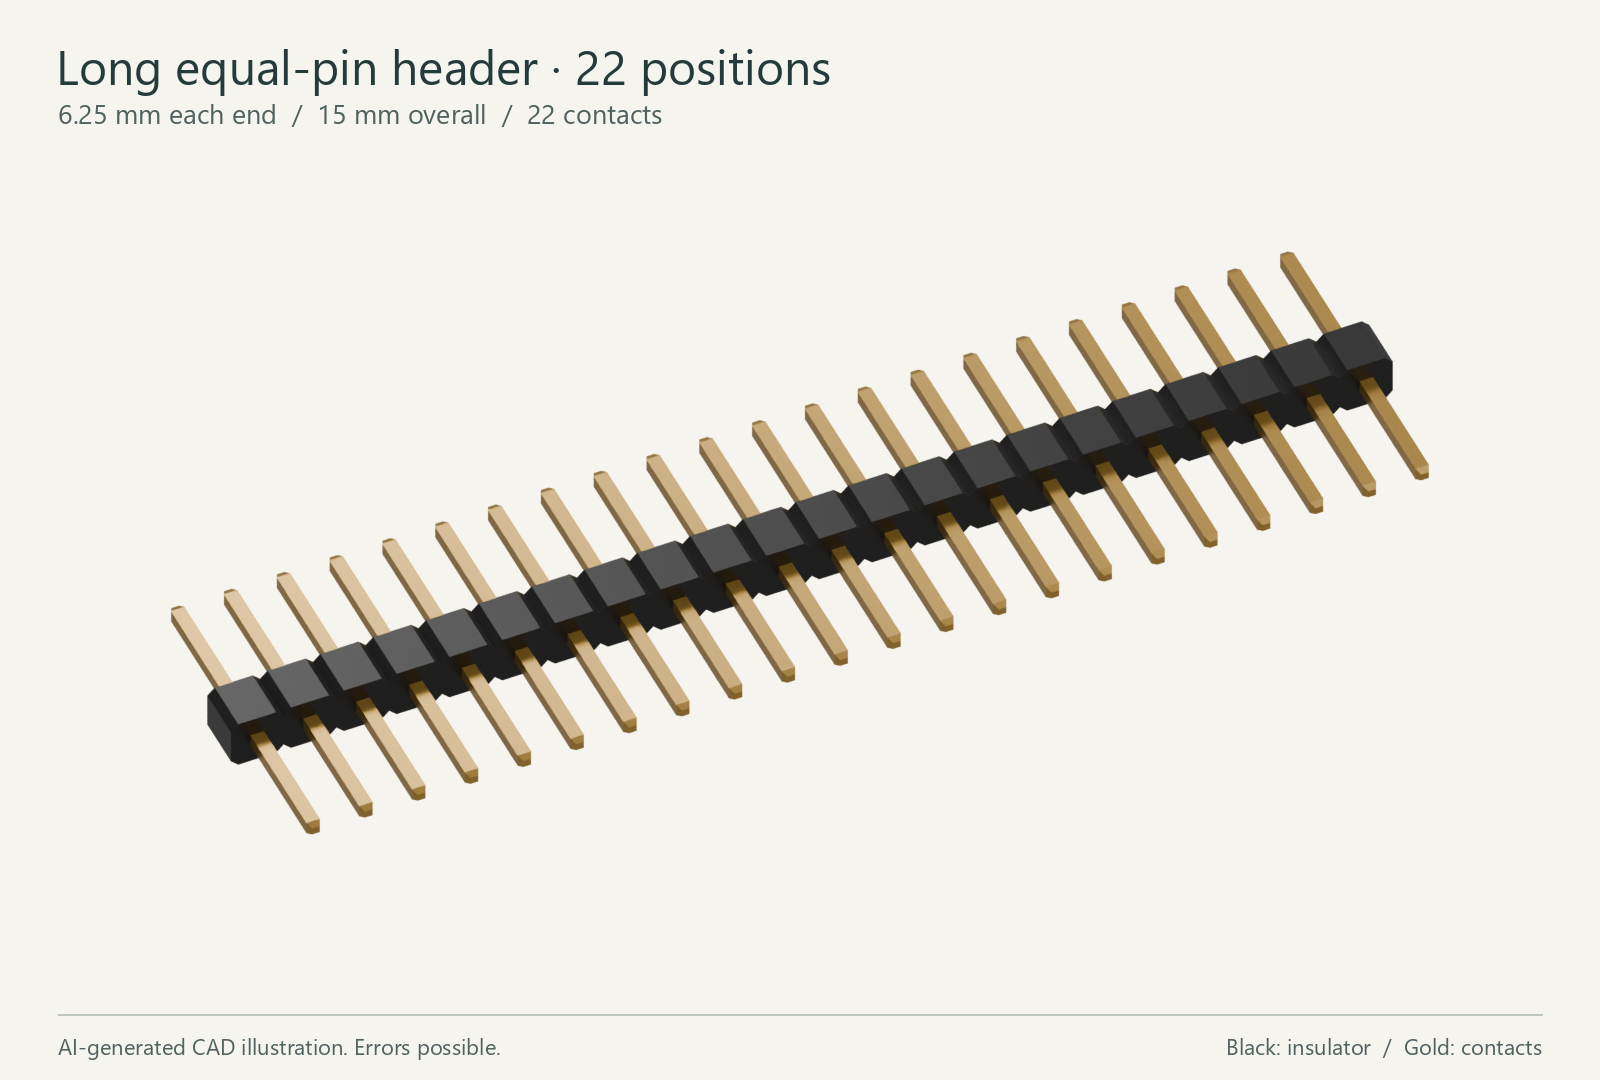 Long equal-pin header · 22 positions
6.25 mm each end / 15 mm overall / 22 contacts
AI-generated CAD illustration. Errors possible.
Black: insulator / Gold: contacts